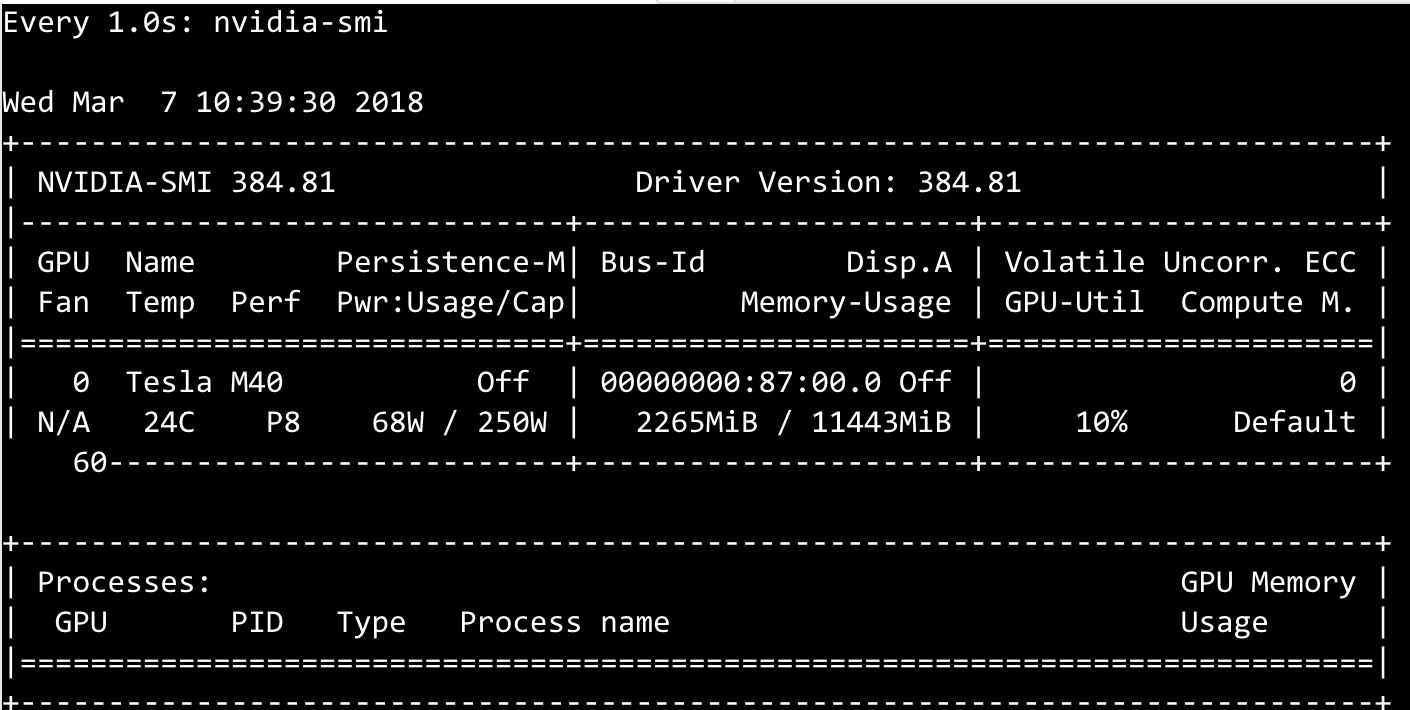 Every 1.0s: nvidia-smi
Wed Mar  7 10:39:30 2018
+-----------------------------------------------------------------------------+
| NVIDIA-SMI 384.81                 Driver Version: 384.81                    |
|-------------------------------+----------------------+----------------------+
| GPU  Name        Persistence-M| Bus-Id        Disp.A | Volatile Uncorr. ECC |
| Fan  Temp  Perf  Pwr:Usage/Cap|         Memory-Usage | GPU-Util  Compute M. |
|===============================+======================+======================|
|   0  Tesla M40           Off  | 00000000:87:00.0 Off |                    0 |
| N/A   24C    P8    68W / 250W |   2265MiB / 11443MiB |     10%      Default |
    60--------------------------+----------------------+----------------------+
+-----------------------------------------------------------------------------+
| Processes:                                                       GPU Memory |
|  GPU       PID   Type   Process name                             Usage      |
|=============================================================================|
+-----------------------------------------------------------------------------+